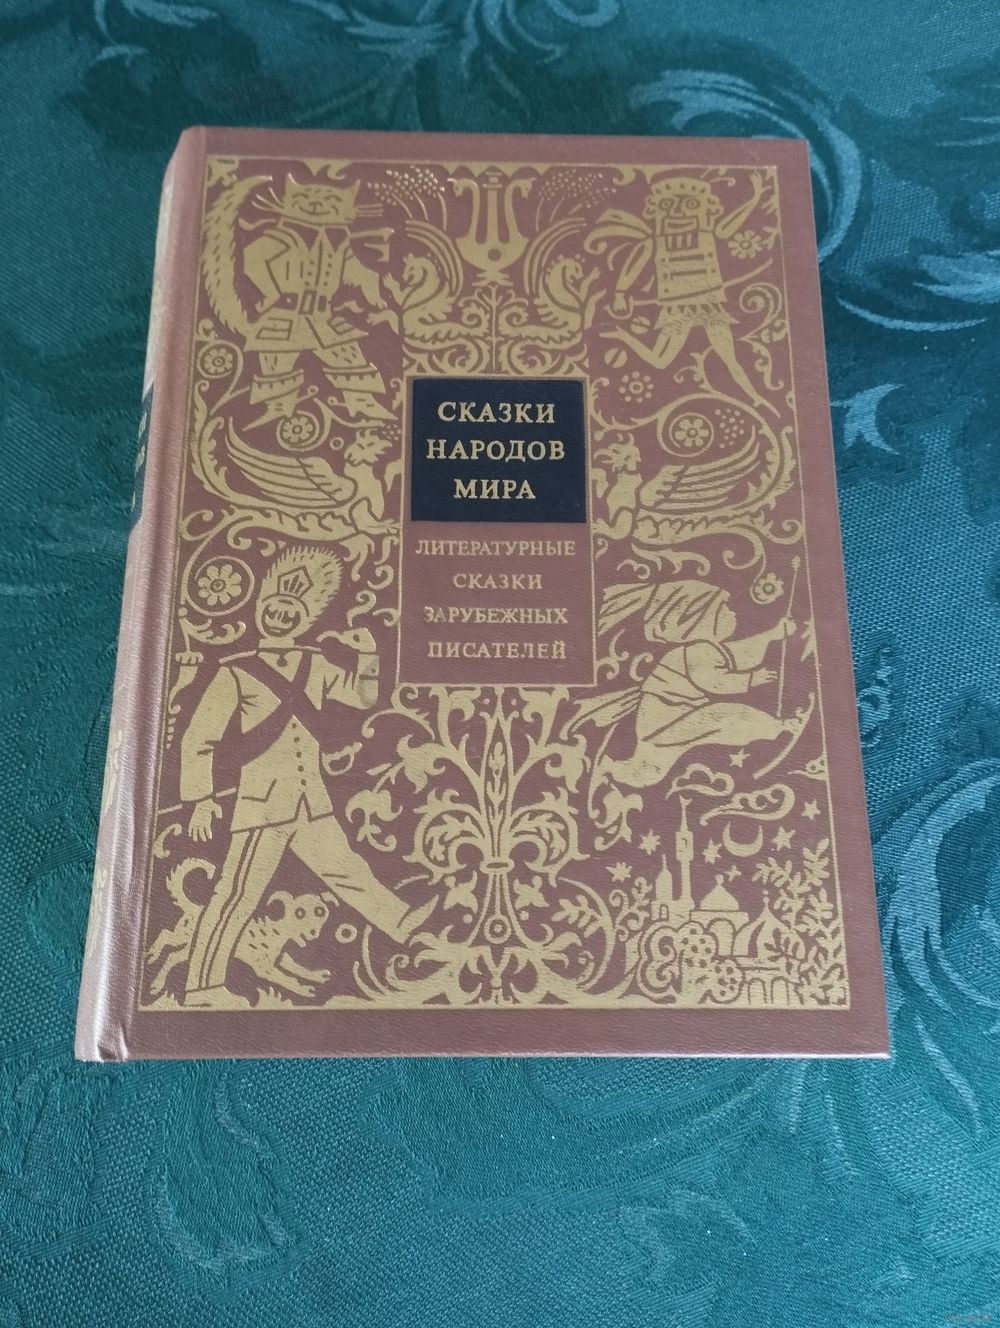 СКАЗКИ
НАРОДОВ
МИРА
ЛИТЕРАТУРНЫЕ
СКАЗКИ
ЗАРУБЕЖНЫХ
ПИСАТЕЛЕЙ